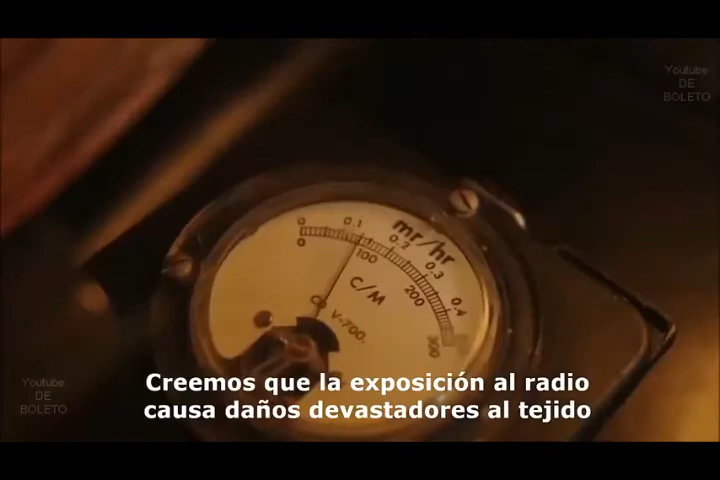 Youtube
DE
BOLETO
mr/hr
0 0.1 0.2 0.3 0.4
0 100 200 300
C/M
CD V-700.
Youtube
DE
BOLETO
Creemos que la exposición al radio
causa daños devastadores al tejido